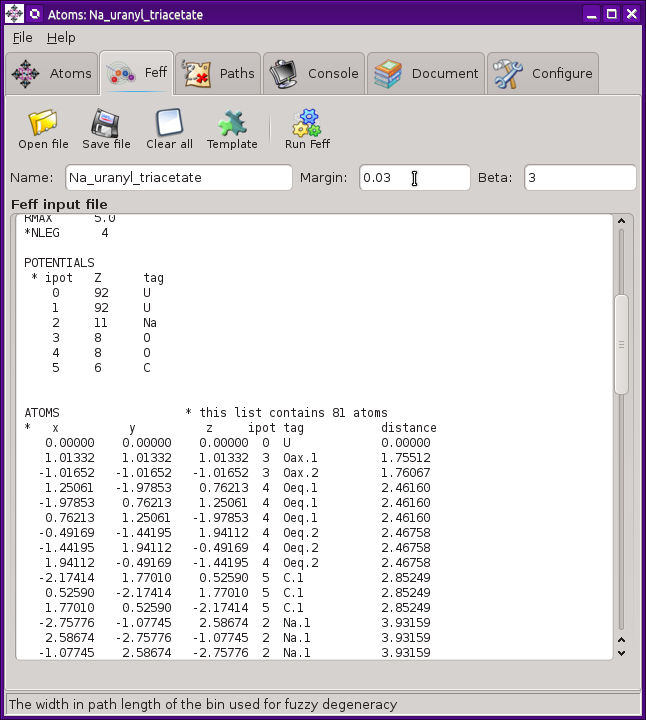 Atoms: Na_uranyl_triacetate
File Help
Atoms Feff Paths Console Document Configure
Open file Save file Clear all Template Run Feff
Name: Na_uranyl_triacetate Margin: 0.03 Beta: 3
Feff input file
RMAX 5.0
*NLEG 4
POTENTIALS
* ipot Z tag
0 92 U
1 92 U
2 11 Na
3 8 O
4 8 O
5 6 C
ATOMS * this list contains 81 atoms
* x y z ipot tag distance
0.00000 0.00000 0.00000 0 U 0.00000
1.01332 1.01332 1.01332 3 Oax.1 1.75512
-1.01652 -1.01652 -1.01652 3 Oax.2 1.76067
1.25061 -1.97853 0.76213 4 Oeq.1 2.46160
-1.97853 0.76213 1.25061 4 Oeq.1 2.46160
0.76213 1.25061 -1.97853 4 Oeq.1 2.46160
-0.49169 -1.44195 1.94112 4 Oeq.2 2.46758
-1.44195 1.94112 -0.49169 4 Oeq.2 2.46758
1.94112 -0.49169 -1.44195 4 Oeq.2 2.46758
-2.17414 1.77010 0.52590 5 C.1 2.85249
0.52590 -2.17414 1.77010 5 C.1 2.85249
1.77010 0.52590 -2.17414 5 C.1 2.85249
-2.75776 -1.07745 2.58674 2 Na.1 3.93159
2.58674 -2.75776 -1.07745 2 Na.1 3.93159
-1.07745 2.58674 -2.75776 2 Na.1 3.93159
The width in path length of the bin used for fuzzy degeneracy